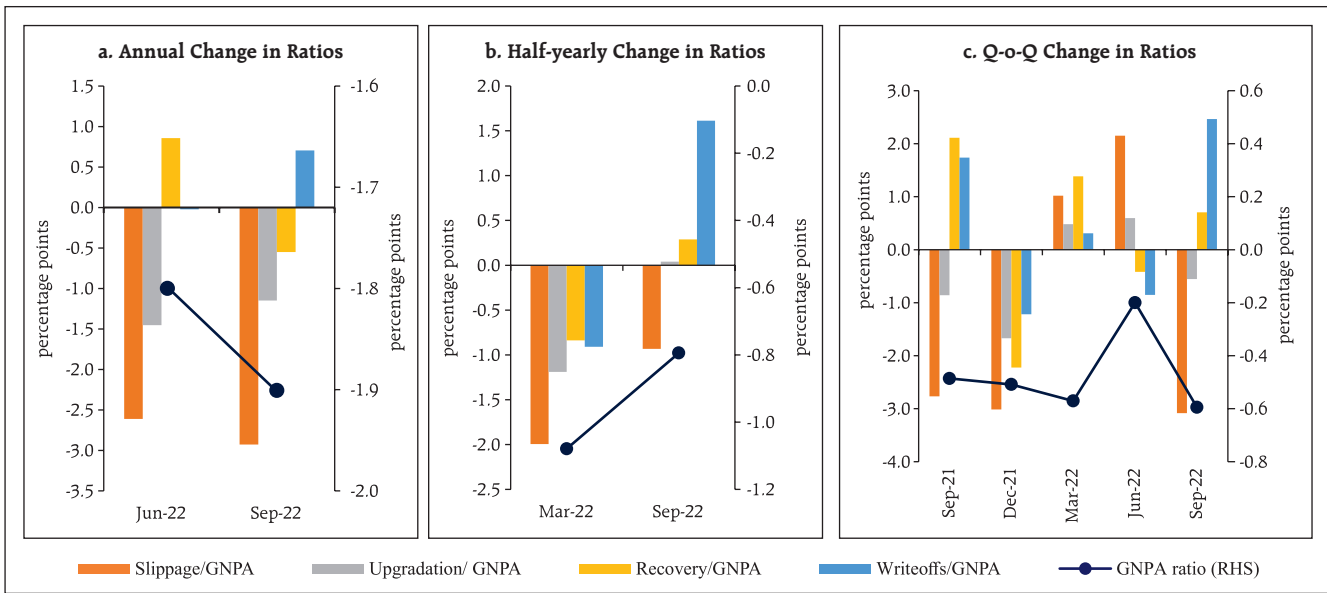 a. Annual Change in Ratios
1.5
1.0
0.5
0.0
-0.5
-1.0
-1.5
-2.0
-2.5
-3.0
-3.5
percentage points
-1.6
-1.7
-1.8
-1.9
-2.0
percentage points
Jun-22
Sep-22
b. Half-yearly Change in Ratios
2.0
1.5
1.0
0.5
0.0
-0.5
-1.0
-1.5
-2.0
-2.5
percentage points
0.0
-0.2
-0.4
-0.6
-0.8
-1.0
-1.2
percentage points
Mar-22
Sep-22
c. Q-o-Q Change in Ratios
3.0
2.0
1.0
0.0
-1.0
-2.0
-3.0
-4.0
percentage points
0.6
0.4
0.2
0.0
-0.2
-0.4
-0.6
-0.8
percentage points
Sep-21
Dec-21
Mar-22
Jun-22
Sep-22
Slippage/GNPA
Upgradation/ GNPA
Recovery/GNPA
Writeoffs/GNPA
GNPA ratio (RHS)